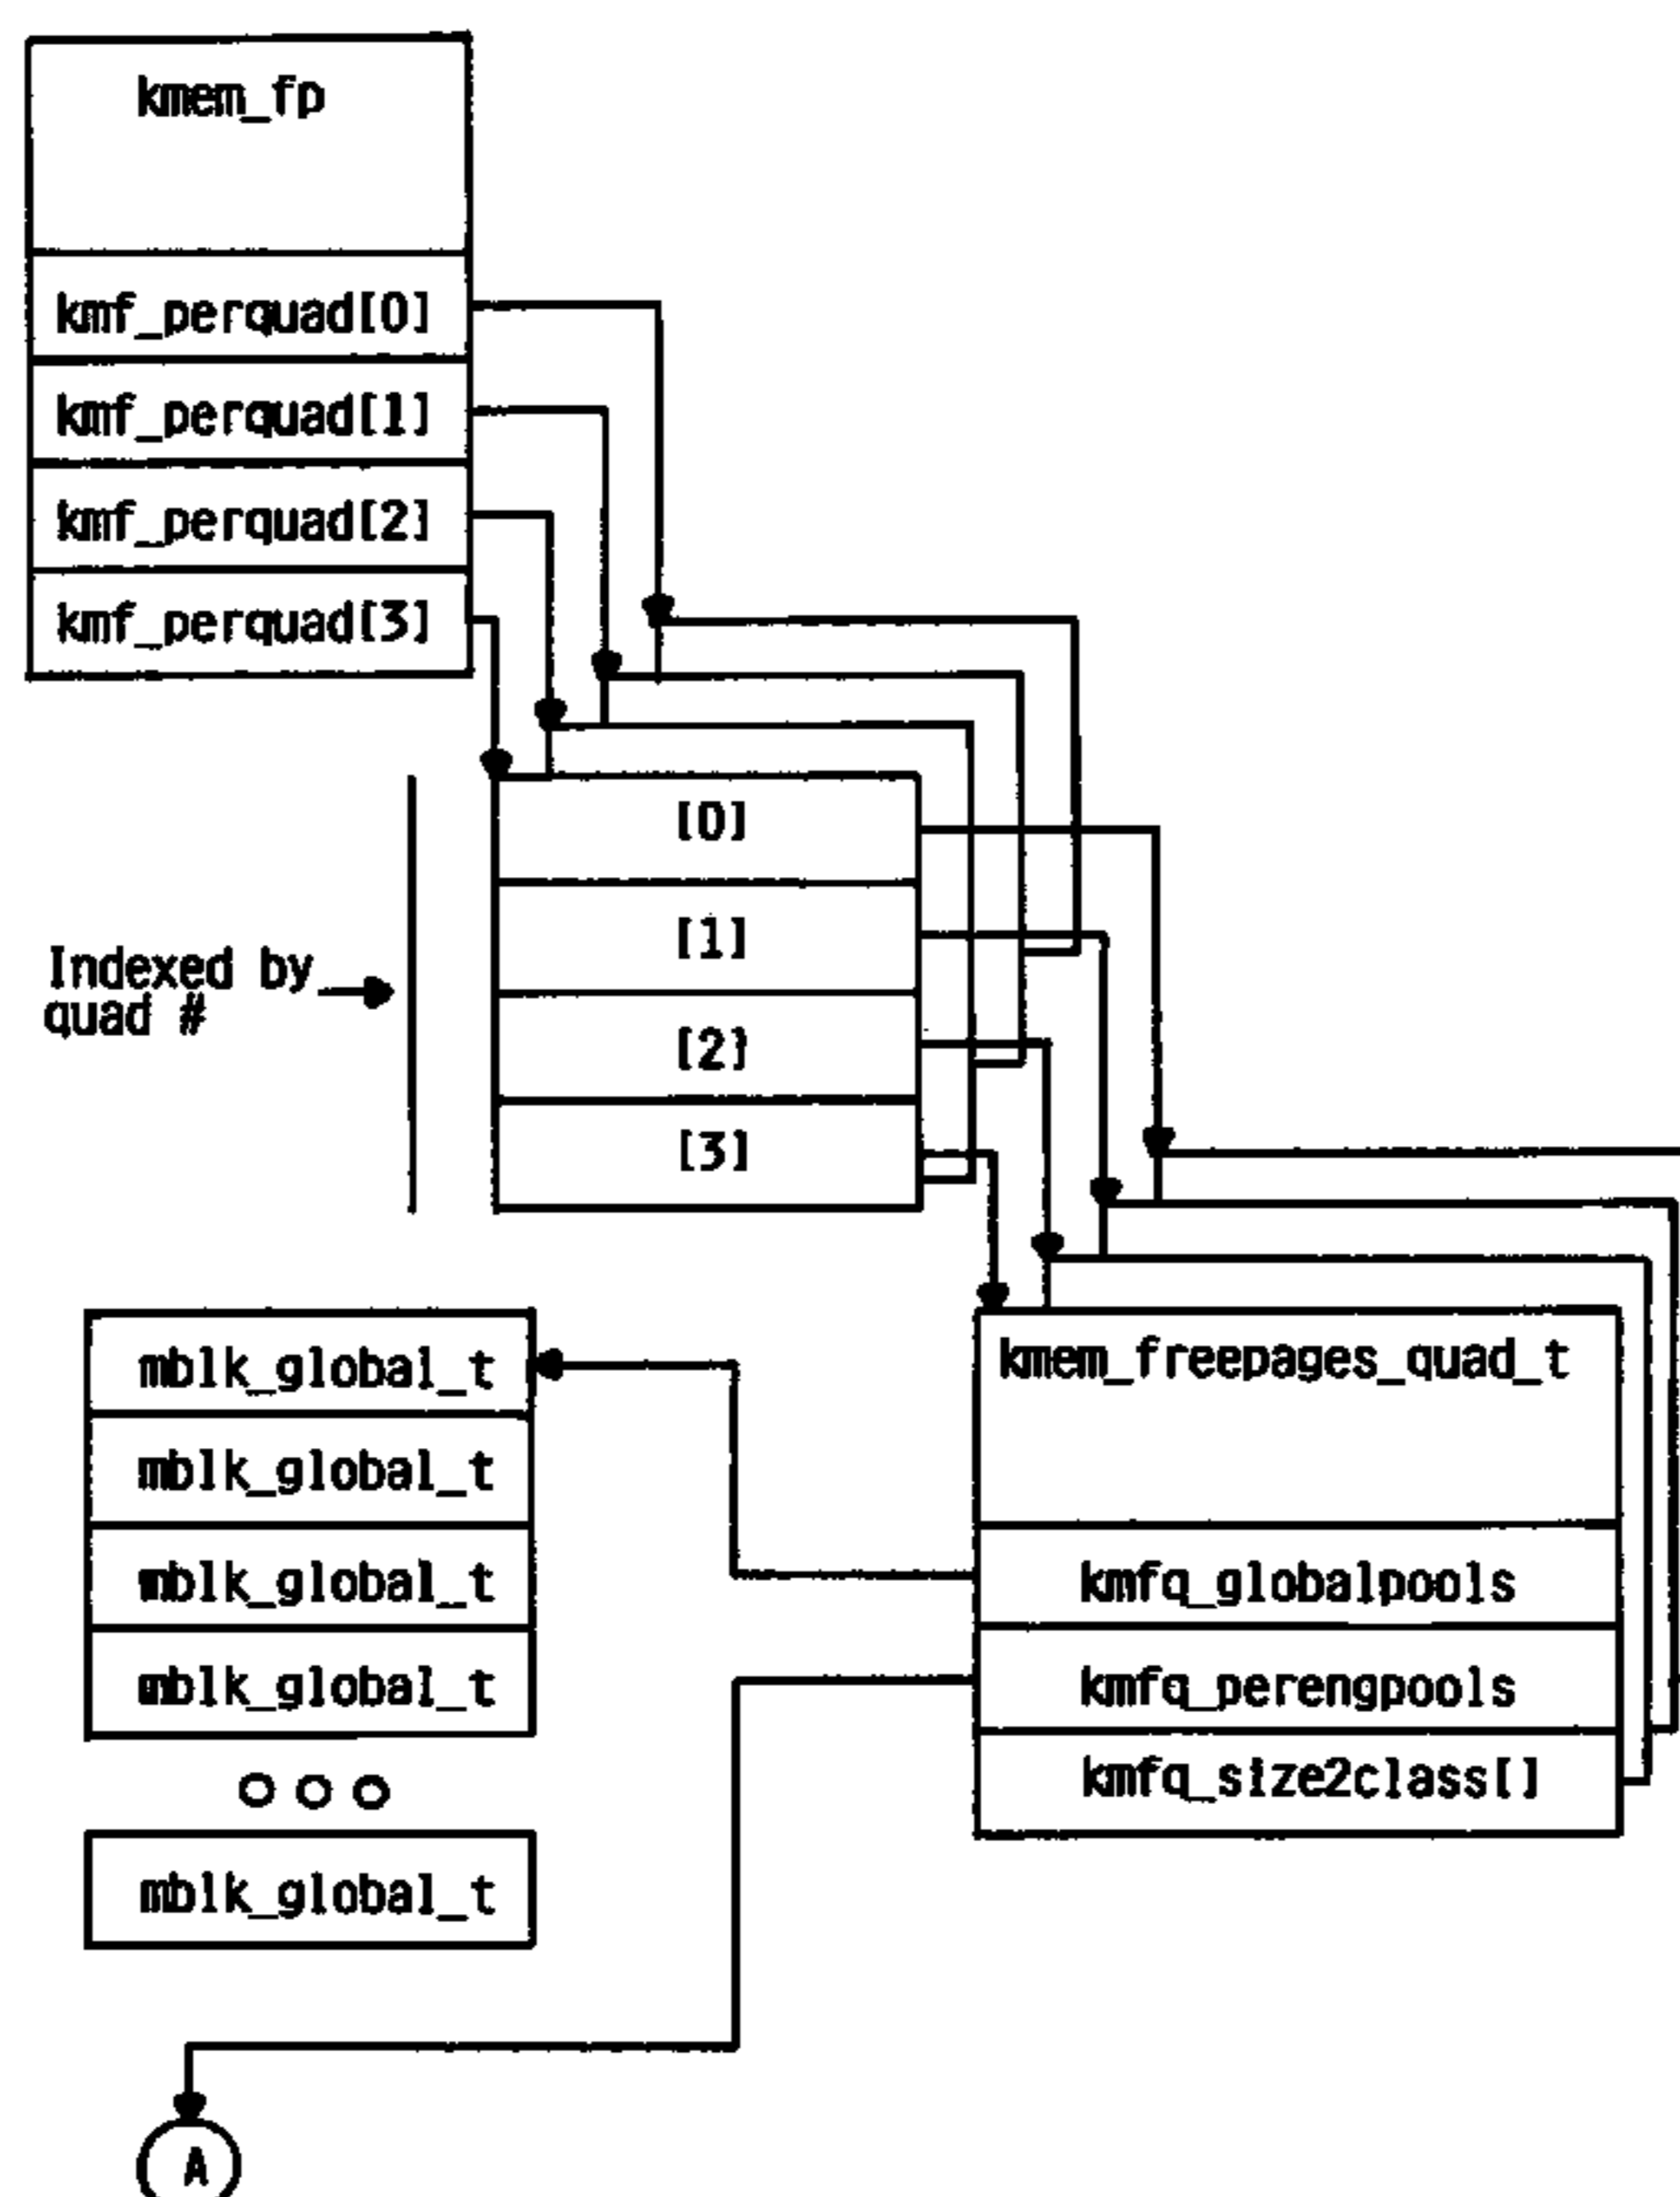 kmem_fp
kmf_perquad[0]
kmf_perquad[1]
kmf_perquad[2]
kmf_perquad[3]
[0]
[1]
[2]
[3]
Indexed by
quad #
kmem_freepages_quad_t
kmfq_globalpools
kmfq_perengpools
kmfq_size2class[]
mblk_global_t
mblk_global_t
mblk_global_t
mblk_global_t
mblk_global_t
A